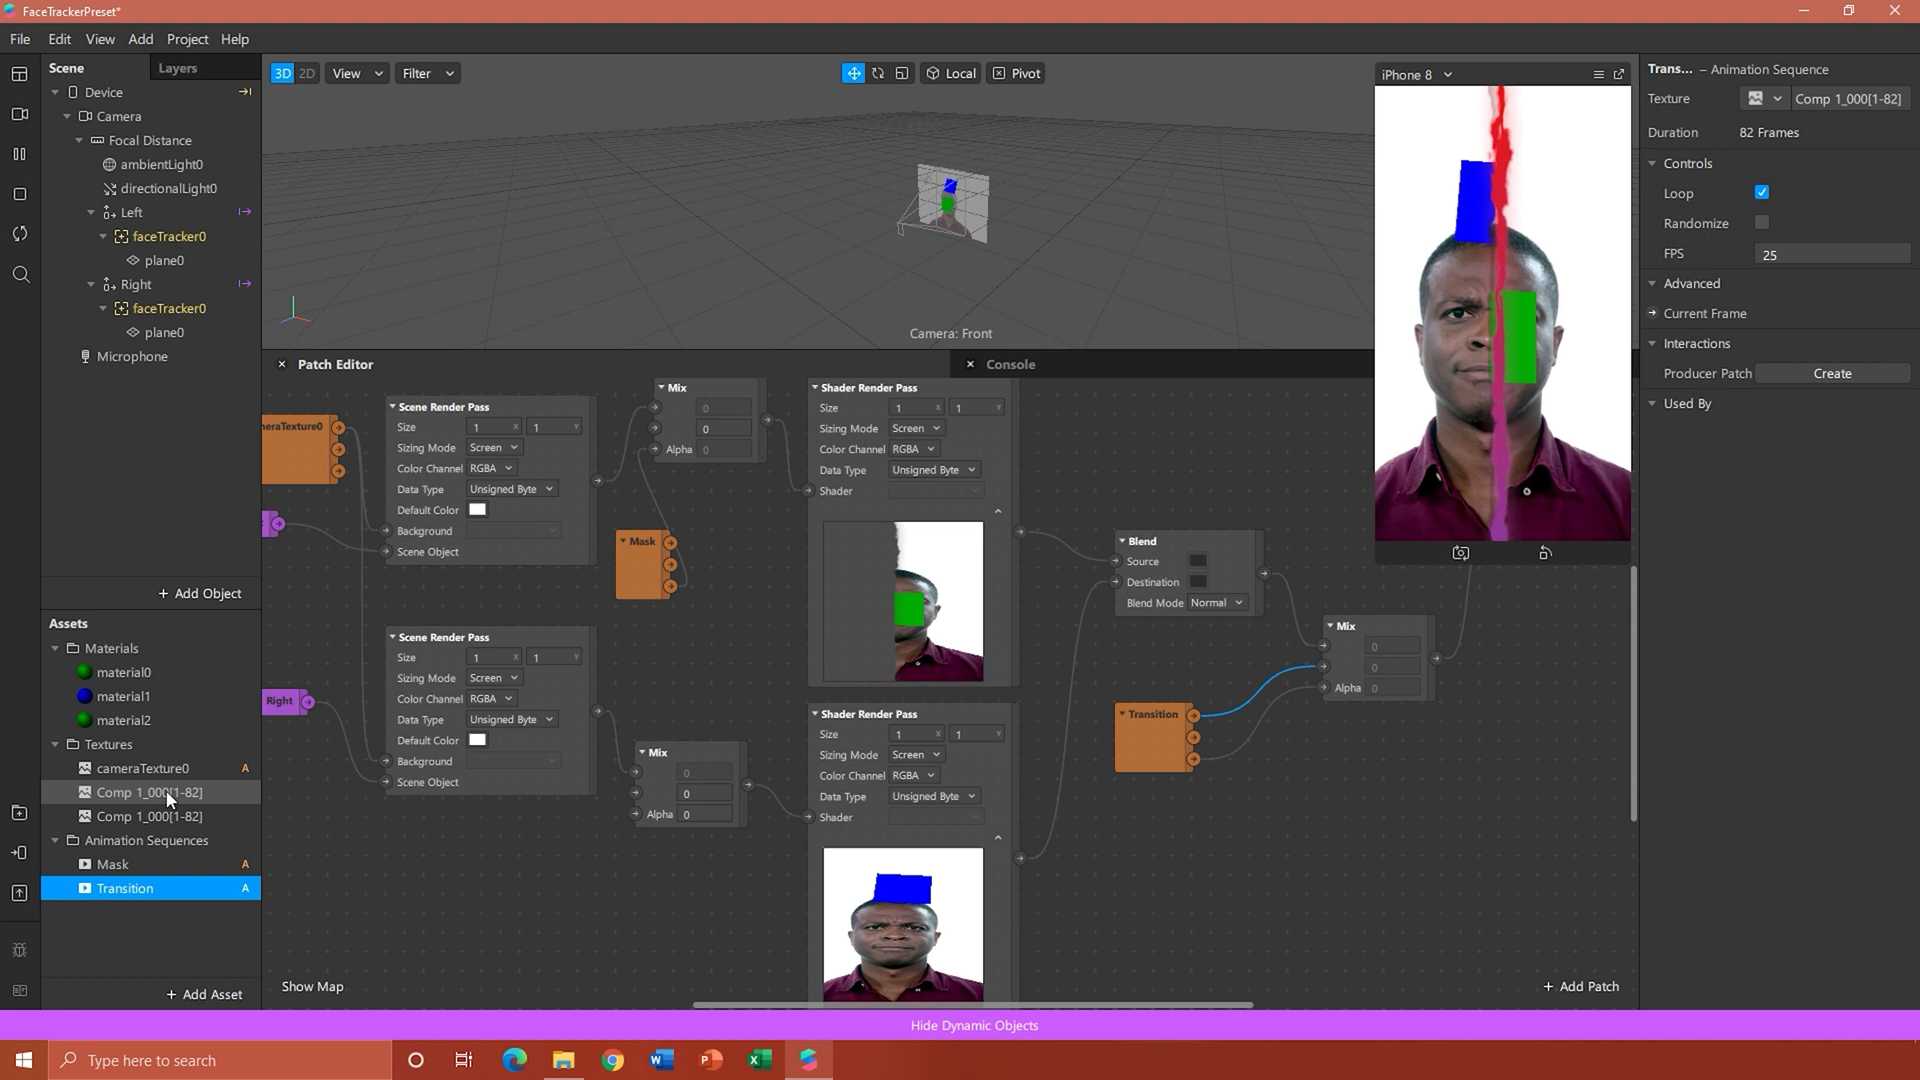 FaceTrackerPreset*
File Edit View Add Project Help
Scene Layers
Device
Camera
Focal Distance
ambientLight0
directionalLight0
Left
faceTracker0
plane0
Right
faceTracker0
plane0
Microphone
+ Add Object
Assets
Materials
material0
material1
material2
Textures
cameraTexture0 A
Comp 1_000[1-82]
Comp 1_000[1-82]
Animation Sequences
Mask A
Transition A
+ Add Asset
3D 2D View Filter Local Pivot
Camera: Front
Patch Editor
Console
eraTexture0
Right
Scene Render Pass
Size 1 X 1 Y
Sizing Mode Screen
Color Channel RGBA
Data Type Unsigned Byte
Default Color
Background
Scene Object
Scene Render Pass
Size 1 X 1 Y
Sizing Mode Screen
Color Channel RGBA
Data Type Unsigned Byte
Default Color
Background
Scene Object
Mix
0
0
Alpha 0
Mask
Mix
0
0
Alpha 0
Shader Render Pass
Size 1 X 1 Y
Sizing Mode Screen
Color Channel RGBA
Data Type Unsigned Byte
Shader
Shader Render Pass
Size 1 X 1 Y
Sizing Mode Screen
Color Channel RGBA
Data Type Unsigned Byte
Shader
Blend
Source
Destination
Blend Mode Normal
Transition
Mix
0
0
Alpha 0
Show Map
+ Add Patch
iPhone 8
Trans... – Animation Sequence
Texture Comp 1_000[1-82]
Duration 82 Frames
Controls
Loop
Randomize
FPS 25
Advanced
Current Frame
Interactions
Producer Patch Create
Used By
Hide Dynamic Objects
Type here to search